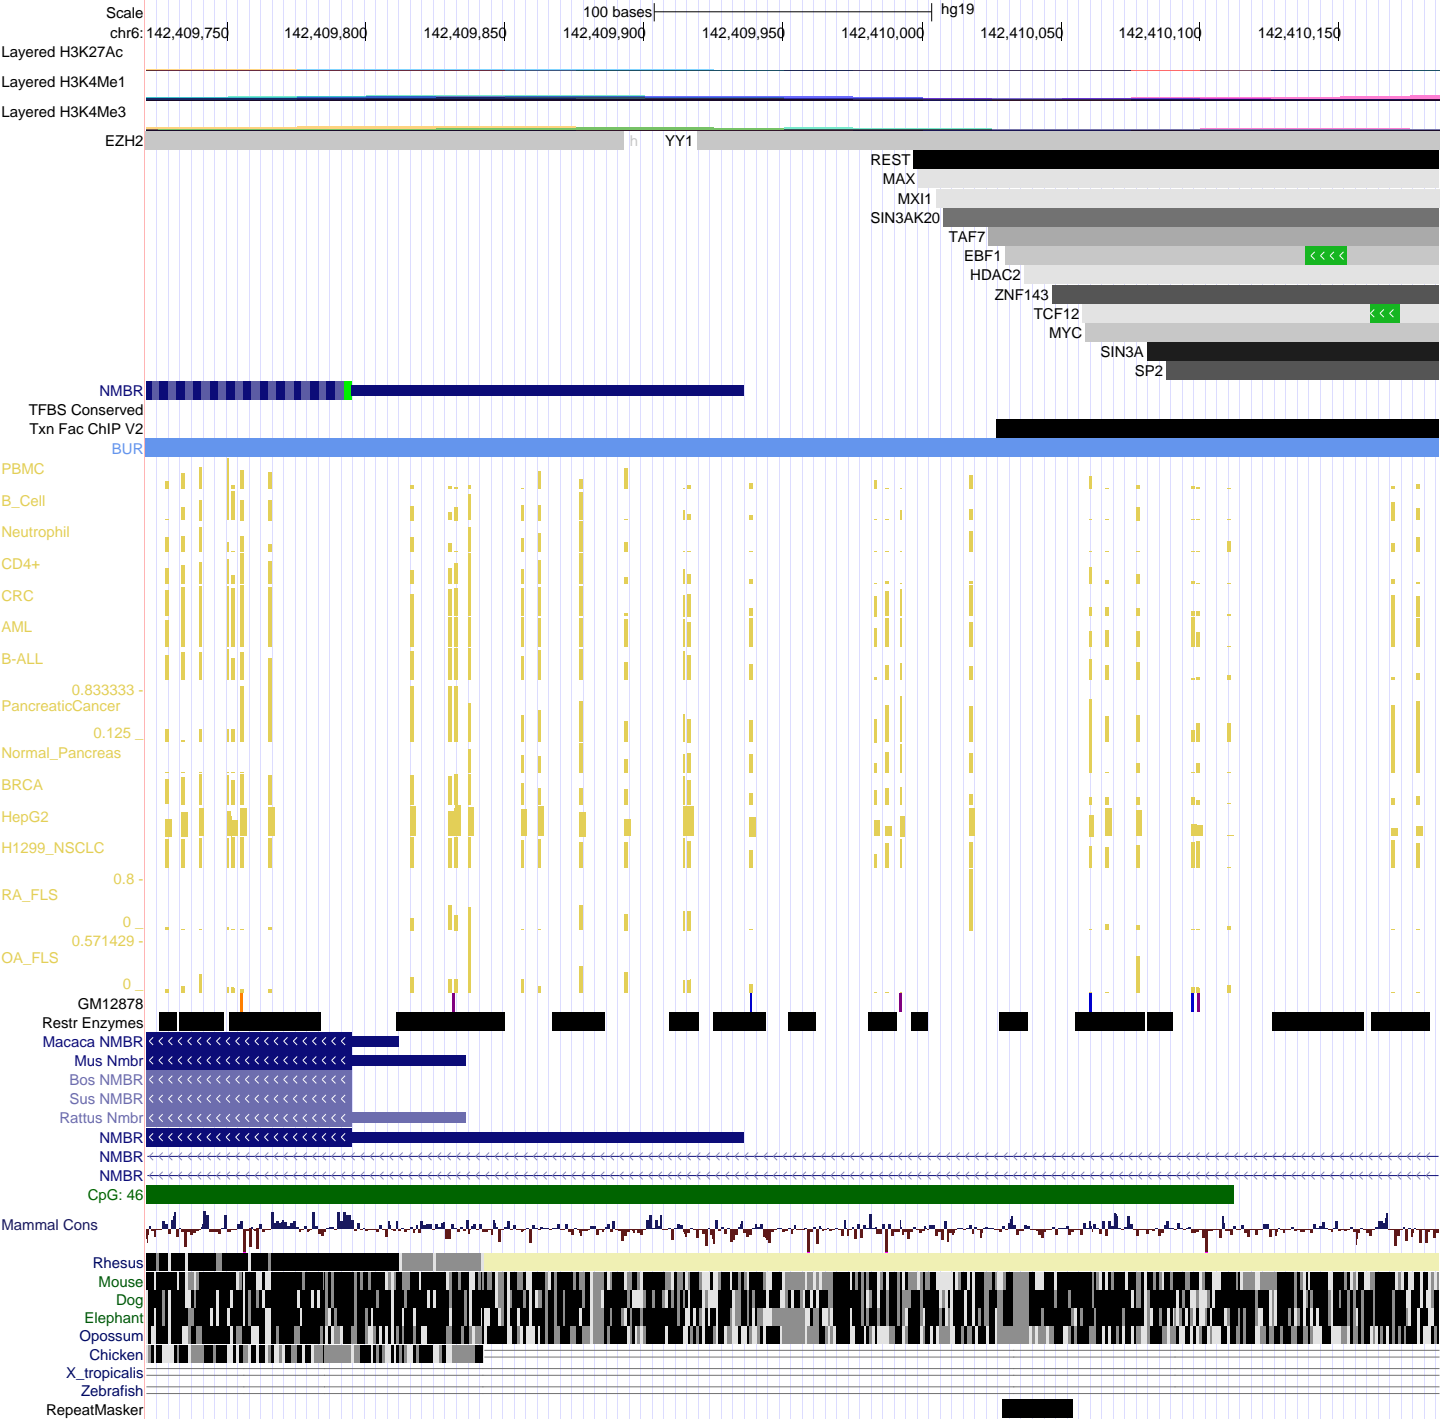 Scale 100 bases hg19
chr6: 142,409,750 142,409,800 142,409,850 142,409,900 142,409,950 142,410,000 142,410,050 142,410,100 142,410,150
Layered H3K27Ac
Layered H3K4Me1
Layered H3K4Me3
EZH2 h YY1
REST
MAX
MXI1
SIN3AK20
TAF7
EBF1
HDAC2
ZNF143
TCF12
MYC
SIN3A
SP2
NMBR
TFBS Conserved
Txn Fac ChIP V2
BUR
PBMC
B_Cell
Neutrophil
CD4+
CRC
AML
B-ALL
0.833333 -
PancreaticCancer
0.125 _
Normal_Pancreas
BRCA
HepG2
H1299_NSCLC
0.8 -
RA_FLS
0 _
0.571429 -
OA_FLS
0 _
GM12878
Restr Enzymes
Macaca NMBR
Mus Nmbr
Bos NMBR
Sus NMBR
Rattus Nmbr
NMBR
NMBR
NMBR
CpG: 46
Mammal Cons
Rhesus
Mouse
Dog
Elephant
Opossum
Chicken
X_tropicalis
Zebrafish
RepeatMasker